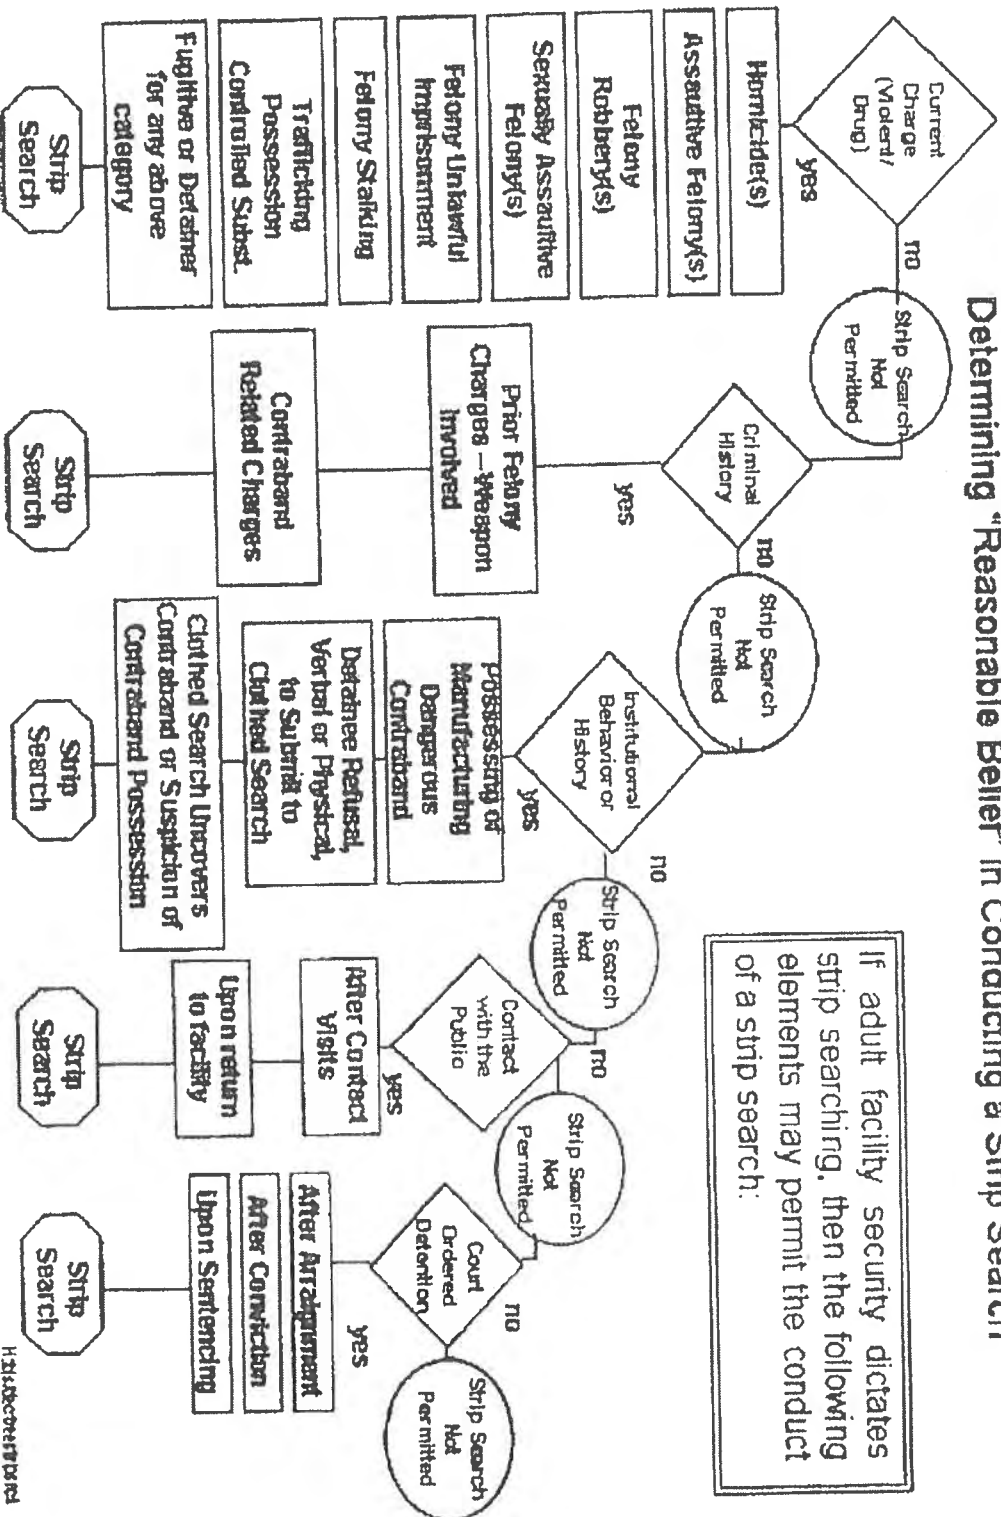 Determining "Reasonable Belief" in Conducting a Strip Search
If adult facility security dictates
strip searching, then the following
elements may permit the conduct
of a strip search:
Current
Charge
(Violent/
Drug)
no
Strip Search
Not
Permitted
yes
Homicide(s)
Assaultive Felony(s)
Felony
Robbery(s)
Sexually Assaultive
Felony(s)
Felony Unlawful
Imprisonment
Felony Stalking
Trafficking
Possession
Controlled Subst.
Fugitive or Detainer
for any above
category
Strip
Search
Criminal
History
no
Strip Search
Not
Permitted
yes
Prior Felony
Charges—Weapon
Involved
Contraband
Related Charges
Strip
Search
Institutional
Behavior or
History
no
Strip Search
Not
Permitted
yes
Possessing or
Manufacturing
Dangerous
Contraband
Detainee Refusal,
Verbal or Physical,
to Submit to
Clothed Search
Clothed Search Uncovers
Contraband or Suspicion of
Contraband Possession
Strip
Search
Contact
with the
Public
no
Strip Search
Not
Permitted
yes
After Contact
Visits
Upon return
to facility
Strip
Search
Court
Ordered
Detention
no
Strip Search
Not
Permitted
yes
After Arraignment
After Conviction
Upon Sentencing
Strip
Search